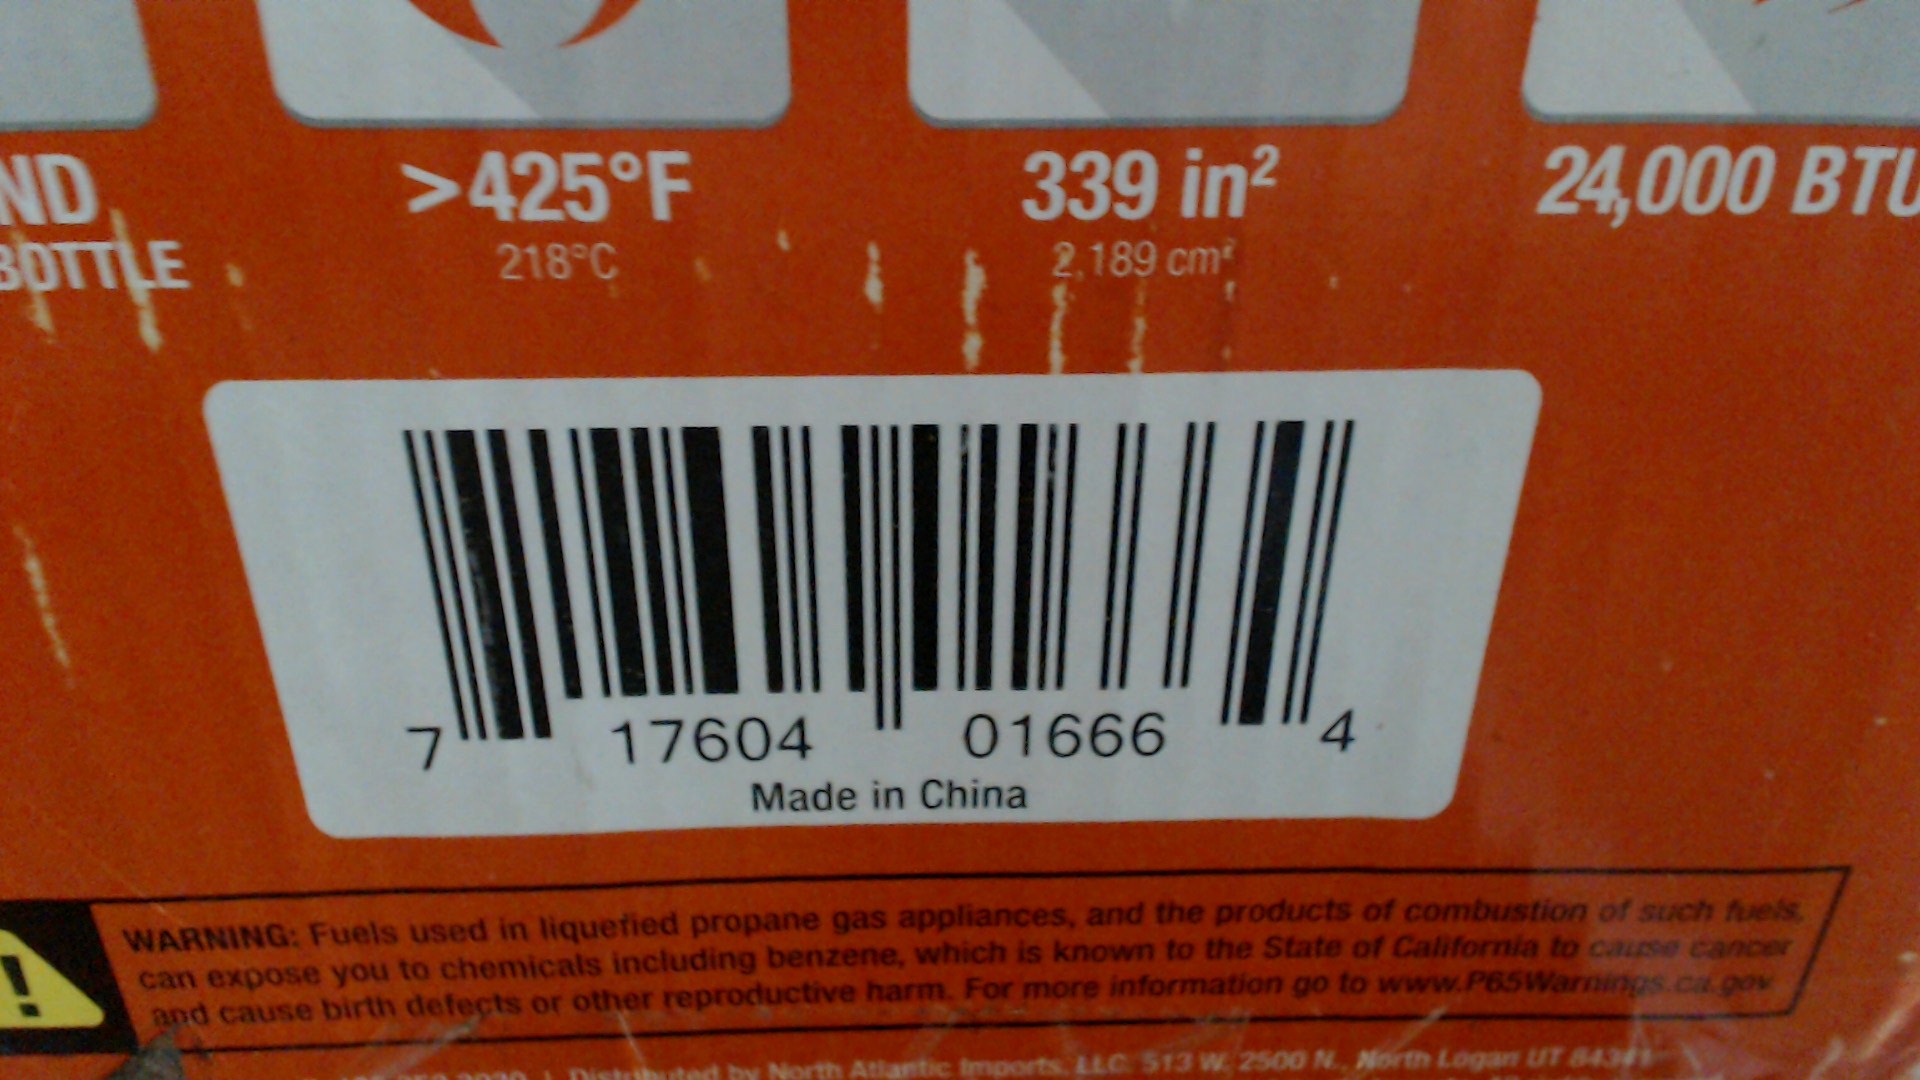 ND >425°F 339 in² 24,000 BTU
BOTTLE 218°C 2,189 cm²
7 17604 01666 4
Made in China
WARNING: Fuels used in liquefied propane gas appliances, and the products of combustion of such fuels,
can expose you to chemicals including benzene, which is known to the State of California to cause cancer
and cause birth defects or other reproductive harm. For more information go to www.P65Warnings.ca.gov
Distributed by North Atlantic Imports, LLC. 513 W. 2500 N., North Logan UT 84341